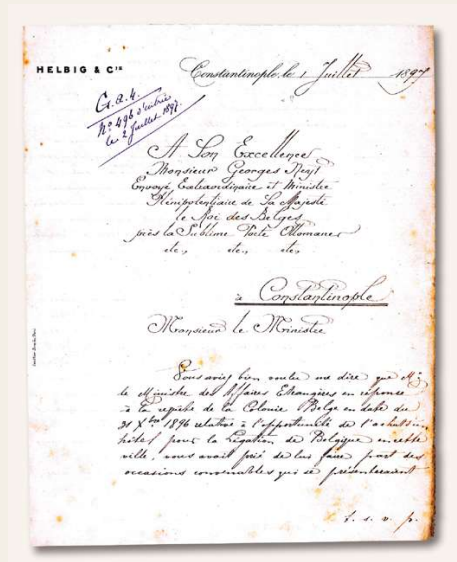 HELBIG & Cie
Constantinople, le 1 Juillet 1897
G.a.4.
No 496 d'entrée
le 2 Juillet 1897.
A Son Excellence
Monsieur Georges Neyt
Envoyé Extraordinaire et Ministre
Plénipotentiaire de Sa Majesté
le Roi des Belges
près la Sublime Porte Ottomane
etc., etc., etc.,
à Constantinople
Monsieur le Ministre
Vous aviez bien voulu me dire que Mr
le Ministre des Affaires Etrangères en réponse
à la requête de la Colonie Belge en date du
31 Xbre 1896 relative à l'opportunité de l'achat d'un
hôtel pour la Légation de Belgique en cette
ville, vous avait prié de lui faire part des
occasions convenables qui se présenteraient
t. s. v. p.